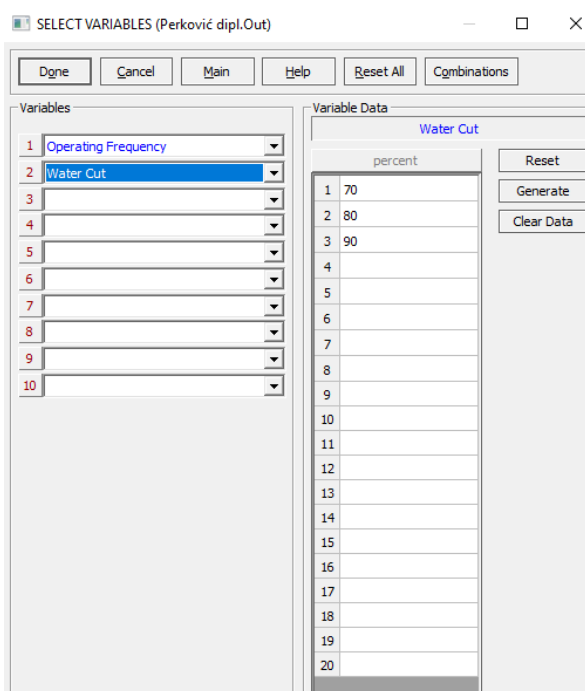 SELECT VARIABLES (Perković dipl.Out)
Done Cancel Main Help Reset All Combinations
Variables
1 Operating Frequency
2 Water Cut
3
4
5
6
7
8
9
10
Variable Data
Water Cut
percent
1 70
2 80
3 90
4
5
6
7
8
9
10
11
12
13
14
15
16
17
18
19
20
Reset
Generate
Clear Data